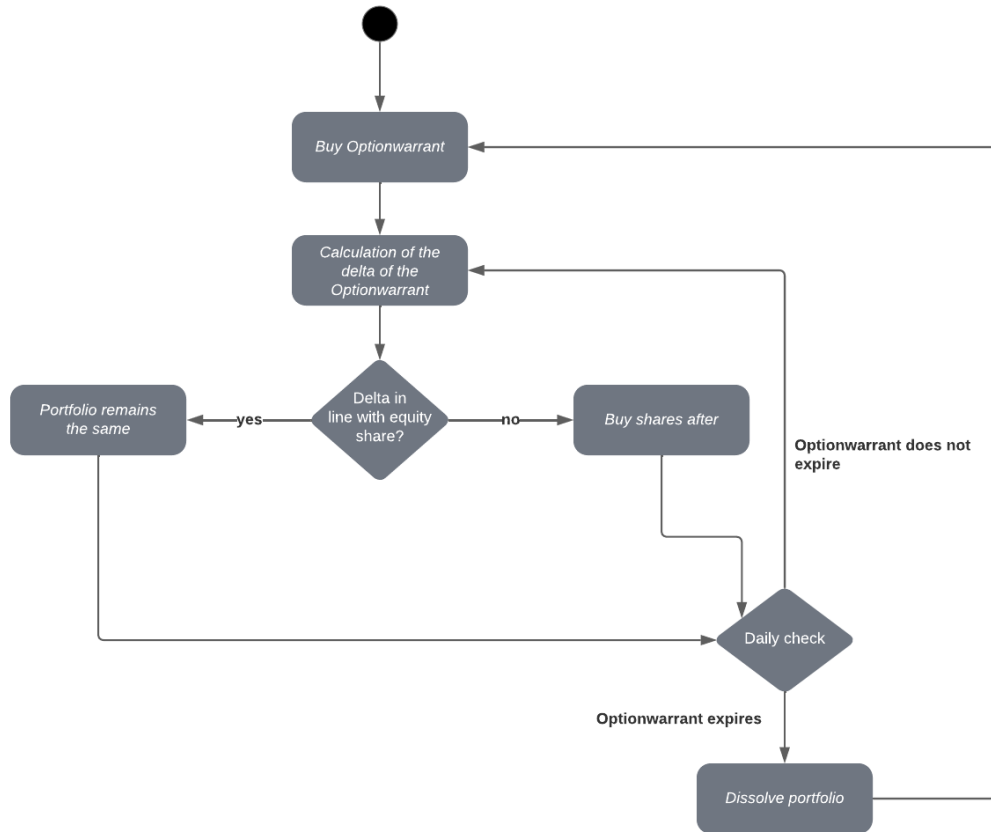 Buy Optionwarrant
Calculation of the
delta of the
Optionwarrant
Delta in
line with equity
share?
yes
Portfolio remains
the same
no
Buy shares after
Optionwarrant does not
expire
Daily check
Optionwarrant expires
Dissolve portfolio